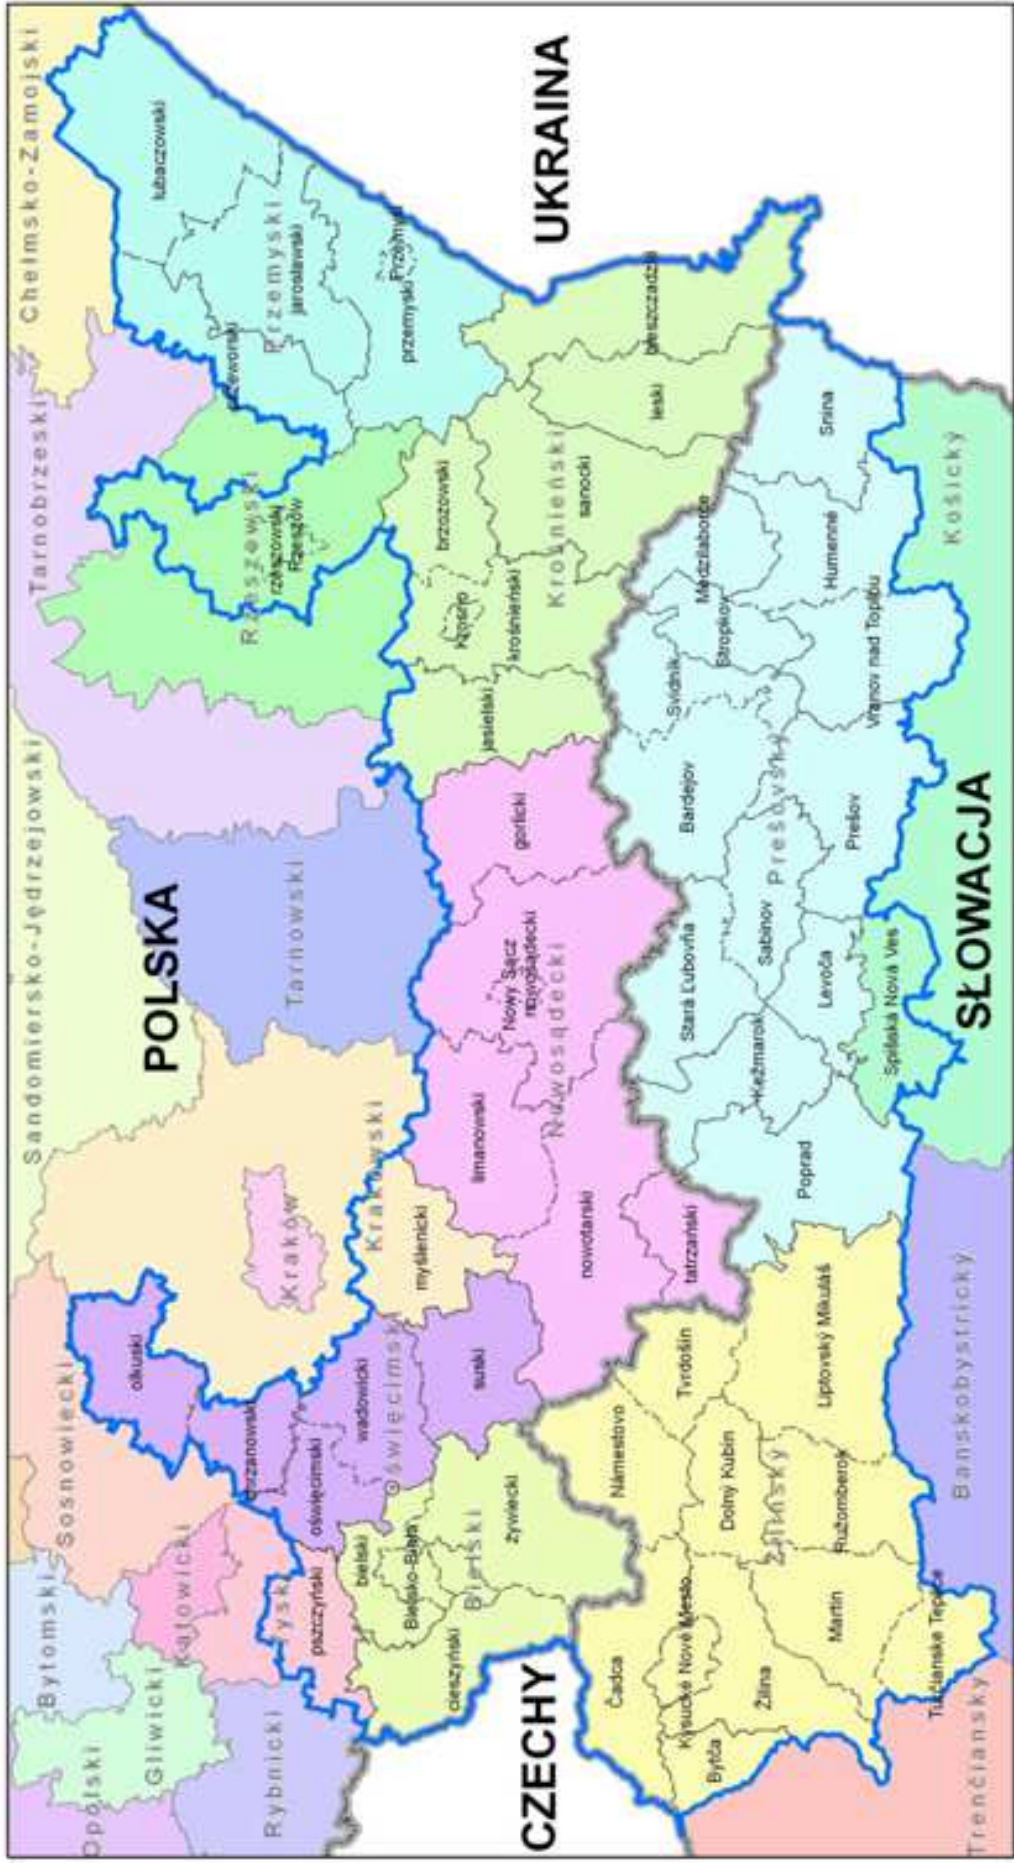 Sandomiersko-Jędrzejowski
Tarnobrzeski
Chełmsko-Zamojski
Bytomski
Sosnowiecki
Opolski
Gliwicki
Katowicki
olkuski
POLSKA
lubaczowski
Rybnicki
Tyski
chrzanowski
Kraków
Tarnowski
Rzeszowski
rzeszowski
Rzeszów
przeworski
Przemyski
jarosławski
pszczyński
oświęcimski
wadowicki
Oświęcimski
Krakowski
myślenicki
przemyski
Przemyśl
bielski
Bielsko-Biała
cieszyński
Bielski
żywiecki
suski
limanowski
Nowy Sącz
nowosądecki
Nowosądecki
gorlicki
jasielski
Krosno
krośnieński
brzozowski
Krośnieński
sanocki
UKRAINA
leski
bieszczadzki
nowotarski
tatrzański
CZECHY
Čadca
Námestovo
Tvrdošín
Kysucké Nové Mesto
Bytča
Dolný Kubín
Žilina
Žilinský
Liptovský Mikuláš
Ružomberok
Martin
Turčianske Teplice
Stará Ľubovňa
Bardejov
Svidník
Stropkov
Medzilaborce
Kežmarok
Sabinov
Prešovský
Poprad
Levoča
Prešov
Humenné
Snina
Vranov nad Topľou
Spišská Nová Ves
Trenčiansky
Banskobystrický
SŁOWACJA
Košický